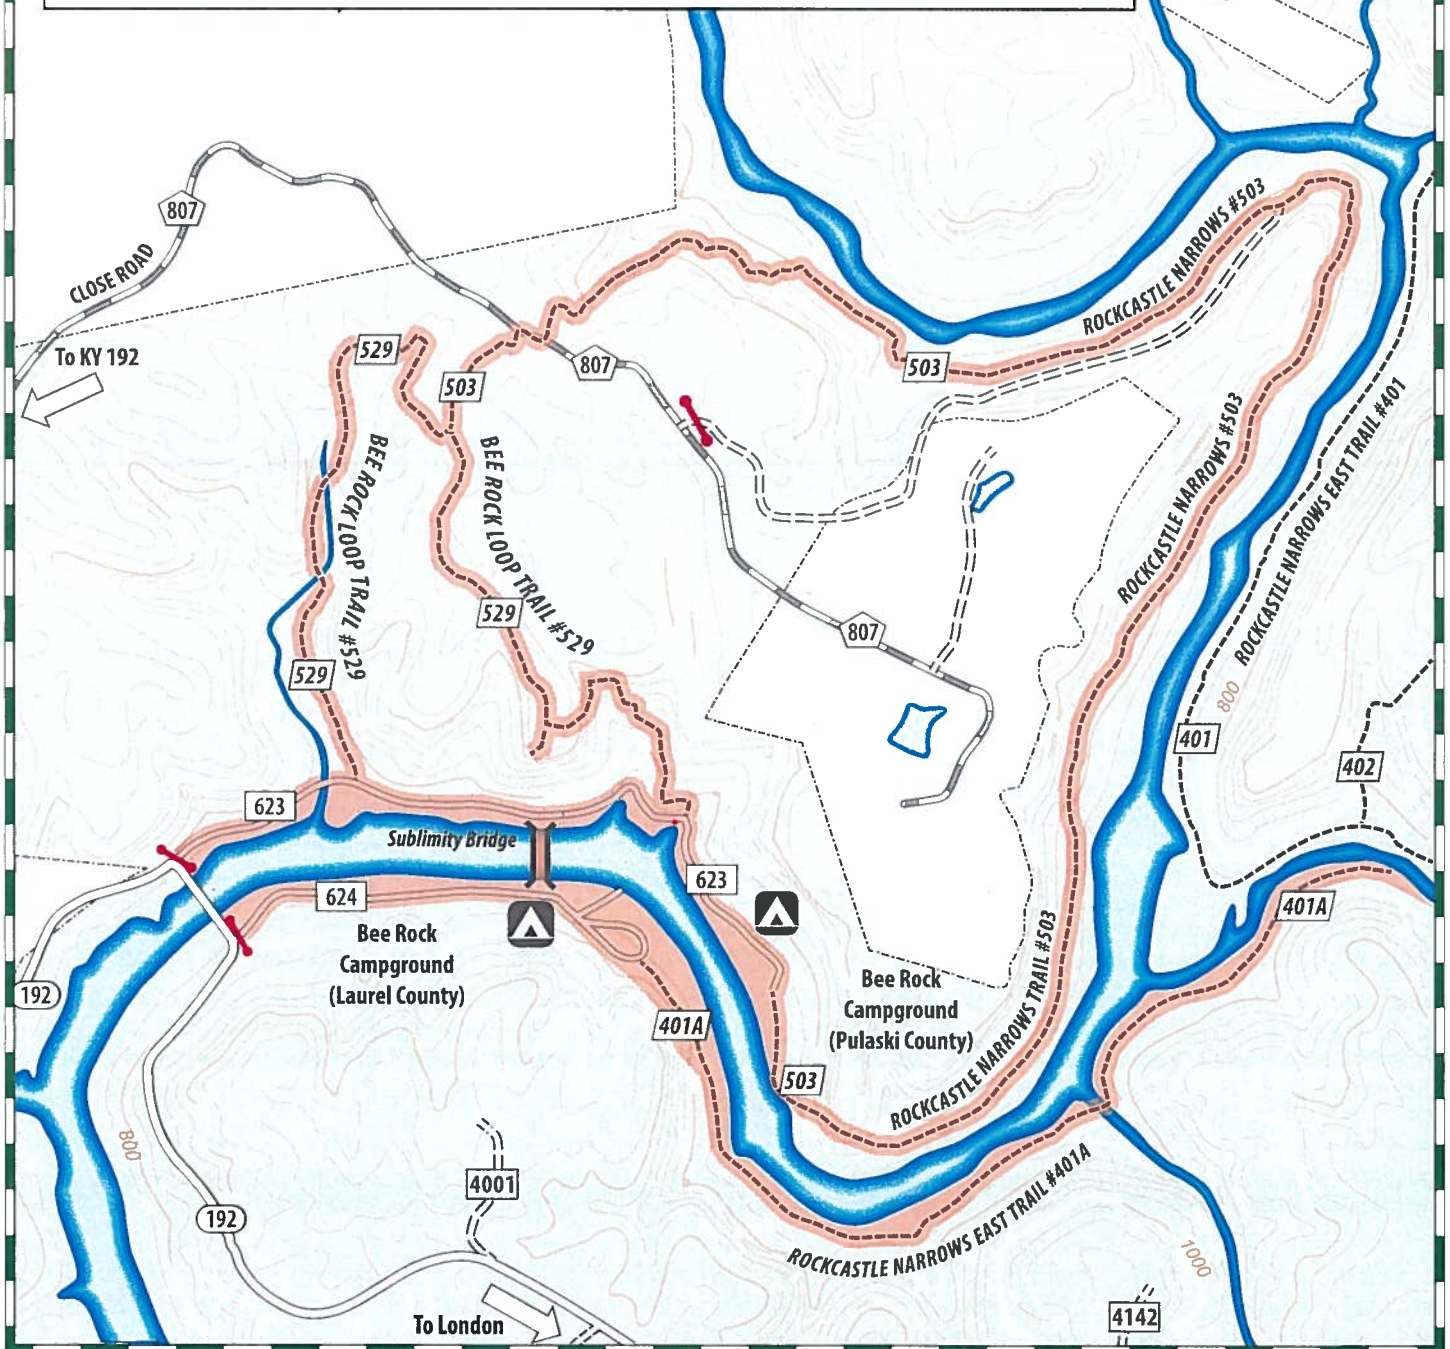 807
CLOSE ROAD
To KY 192
529
503
807
503
ROCKCASTLE NARROWS #503
BEE ROCK LOOP TRAIL #529
BEE ROCK LOOP TRAIL #529
ROCKCASTLE NARROWS #503
ROCKCASTLE NARROWS EAST TRAIL #401
529
807
529
800
401
402
623
Sublimity Bridge
623
624
401A
Bee Rock
Campground
(Laurel County)
Bee Rock
Campground
(Pulaski County)
192
401A
ROCKCASTLE NARROWS TRAIL #503
503
800
4001
ROCKCASTLE NARROWS EAST TRAIL #401A
192
1000
To London
4142